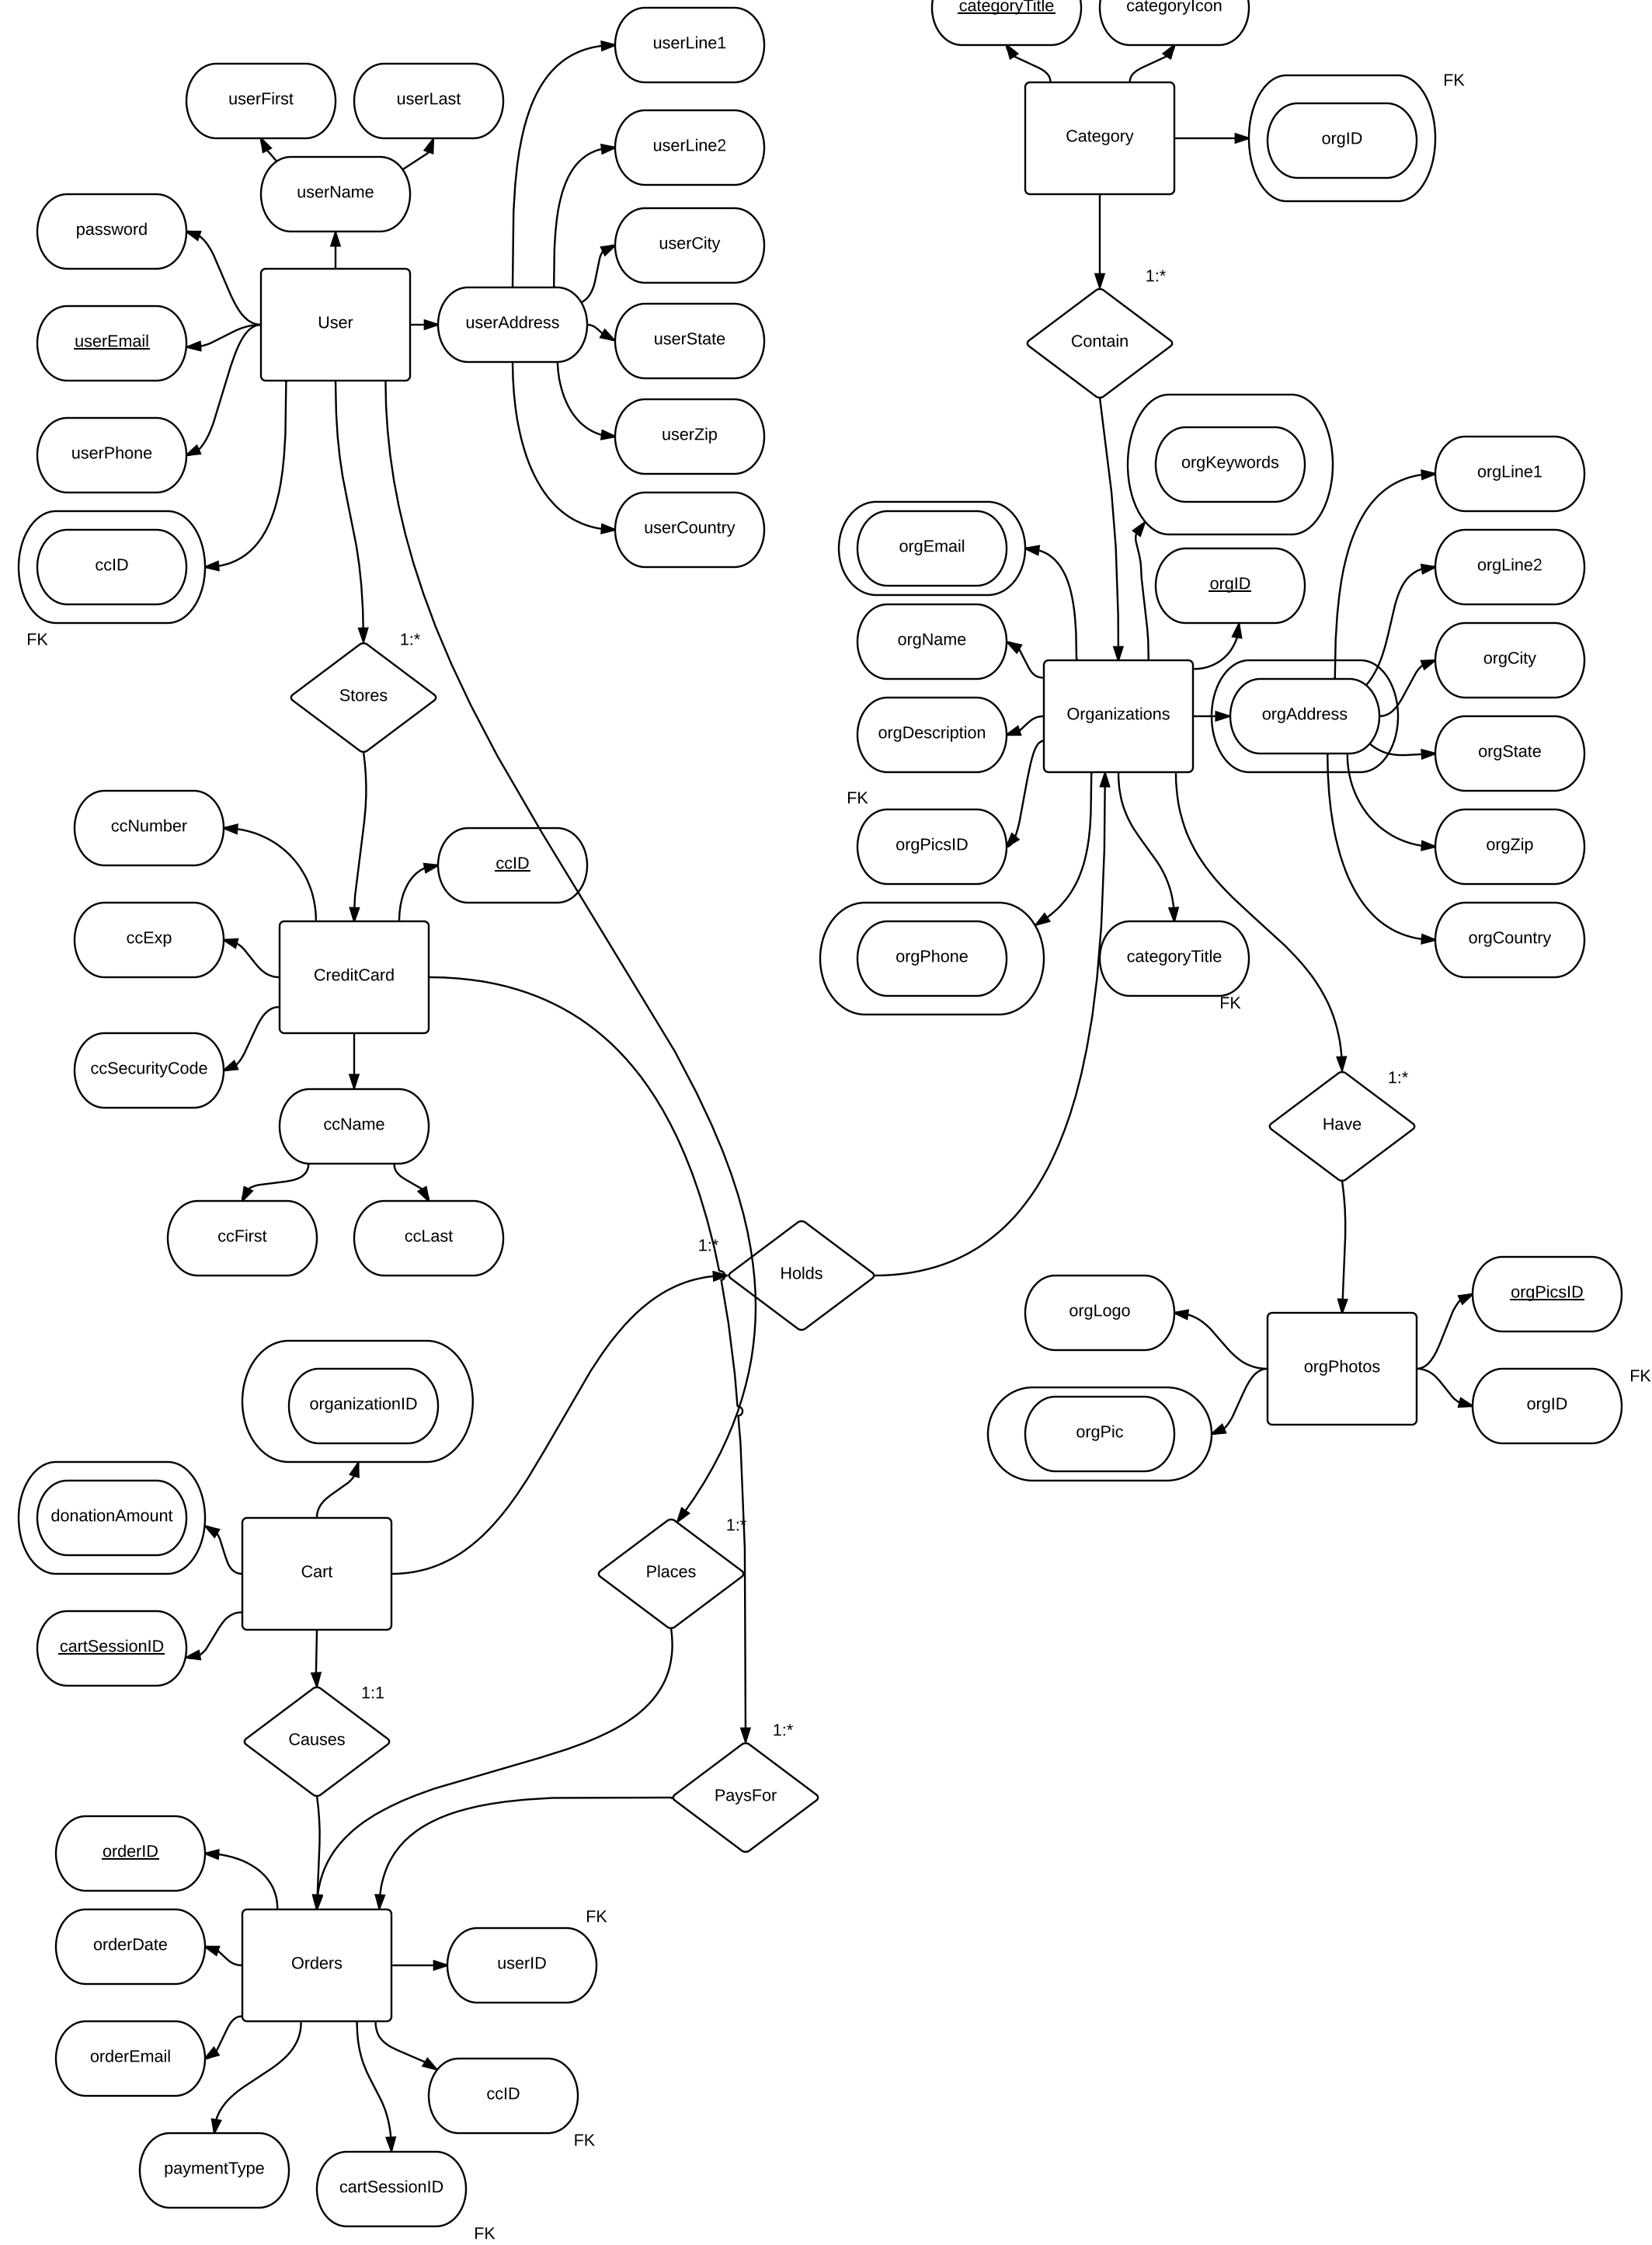 categoryTitle
categoryIcon
userLine1
userFirst
userLast
FK
userLine2
Category
orgID
userName
password
userCity
1:*
User
userAddress
userEmail
userState
Contain
userZip
userPhone
orgKeywords
orgLine1
userCountry
orgEmail
ccID
orgID
orgLine2
FK
1:*
orgName
orgCity
Stores
Organizations
orgAddress
orgDescription
orgState
FK
ccNumber
orgPicsID
orgZip
ccID
ccExp
orgCountry
orgPhone
categoryTitle
CreditCard
FK
ccSecurityCode
1:*
ccName
Have
ccFirst
ccLast
1:*
Holds
orgLogo
orgPicsID
orgPhotos
FK
organizationID
orgID
orgPic
donationAmount
1:*
Cart
Places
cartSessionID
1:1
1:*
Causes
PaysFor
orderID
FK
orderDate
Orders
userID
orderEmail
ccID
FK
paymentType
cartSessionID
FK